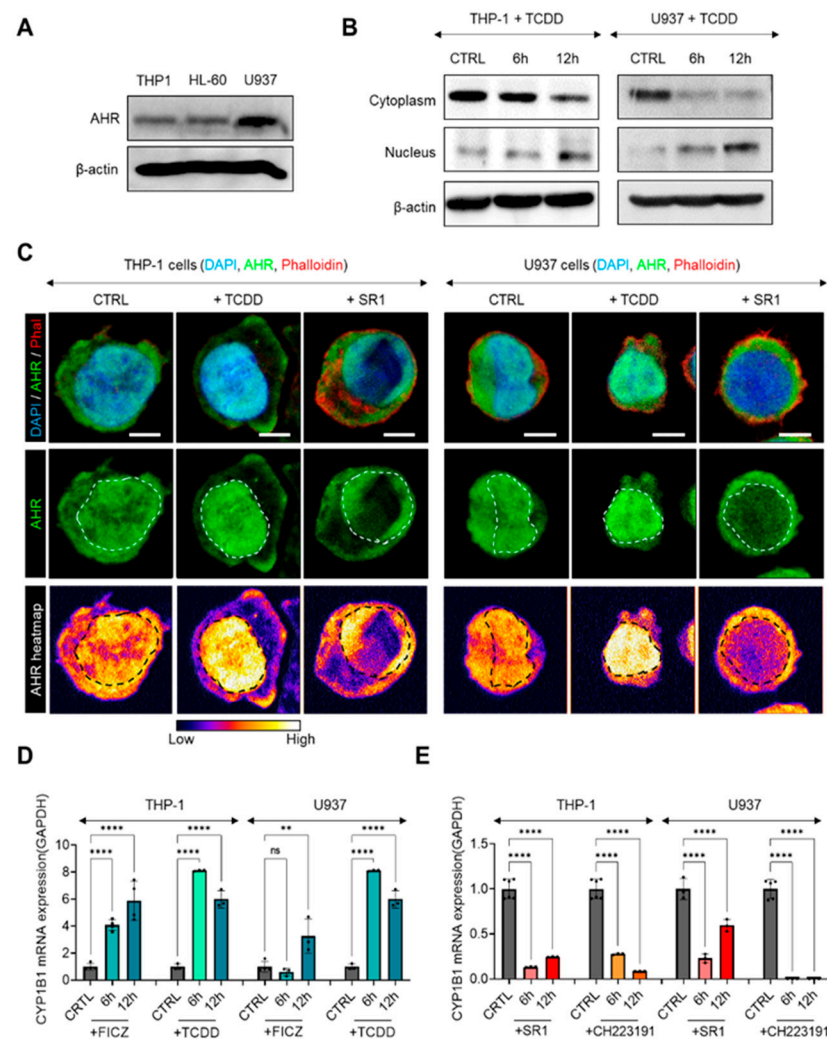 A
THP1 HL-60 U937
AHR
β-actin
B
THP-1 + TCDD
U937 + TCDD
CTRL 6h 12h
CTRL 6h 12h
Cytoplasm
Nucleus
β-actin
C
THP-1 cells (DAPI, AHR, Phalloidin)
U937 cells (DAPI, AHR, Phalloidin)
CTRL + TCDD + SR1
CTRL + TCDD + SR1
DAPI / AHR / Phal
AHR
AHR heatmap
Low High
D
THP-1 U937
CYP1B1 mRNA expression(GAPDH)
10
8
6
4
2
0
**** **** ** ****
**** **** ns ****
CRTL 6h 12h CTRL 6h 12h CTRL 6h 12h CTRL 6h 12h
+FICZ +TCDD +FICZ +TCDD
E
THP-1 U937
CYP1B1 mRNA expression(GAPDH)
1.5
1.0
0.5
0.0
**** **** **** ****
**** **** **** ****
CRTL 6h 12h CTRL 6h 12h CTRL 6h 12h CTRL 6h 12h
+SR1 +CH223191 +SR1 +CH223191